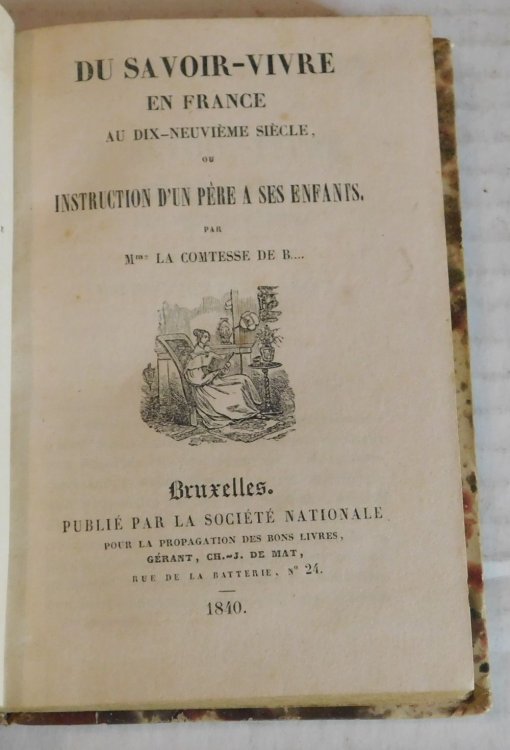 DU SAVOIR-VIVRE
EN FRANCE
AU DIX-NEUVIÈME SIÈCLE,
OU
INSTRUCTION D'UN PÈRE A SES ENFANTS.
PAR
Mme LA COMTESSE DE B....
Bruxelles.
PUBLIÉ PAR LA SOCIÉTÉ NATIONALE
POUR LA PROPAGATION DES BONS LIVRES,
GÉRANT, CH.-J. DE MAT,
RUE DE LA BATTERIE, No 24.
1840.